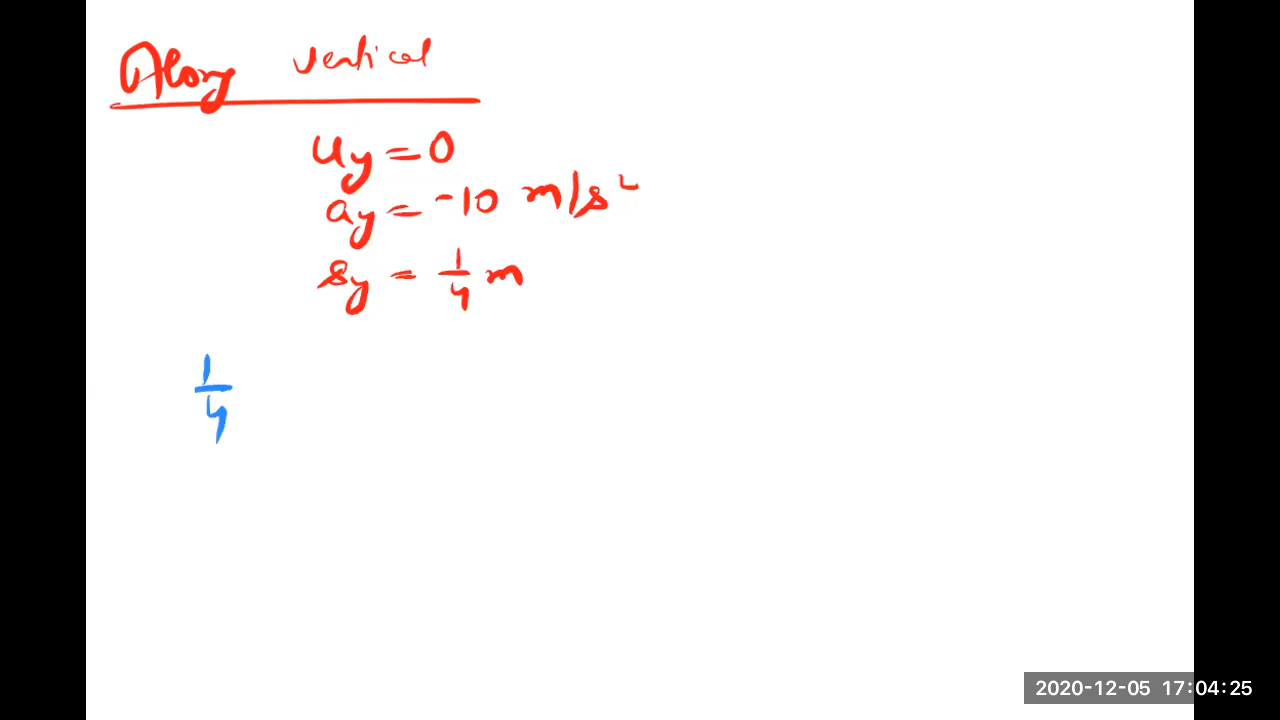 Along vertical
uy = 0
ay = -10 m/s²
sy = 1/4 m
1/4
2020-12-05 17:04:25